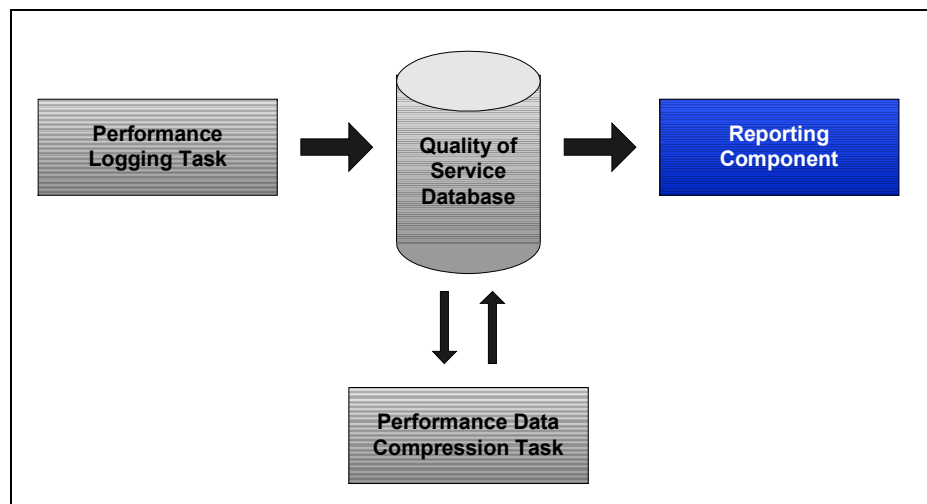 Performance
Logging Task
Quality of
Service
Database
Reporting
Component
Performance Data
Compression Task